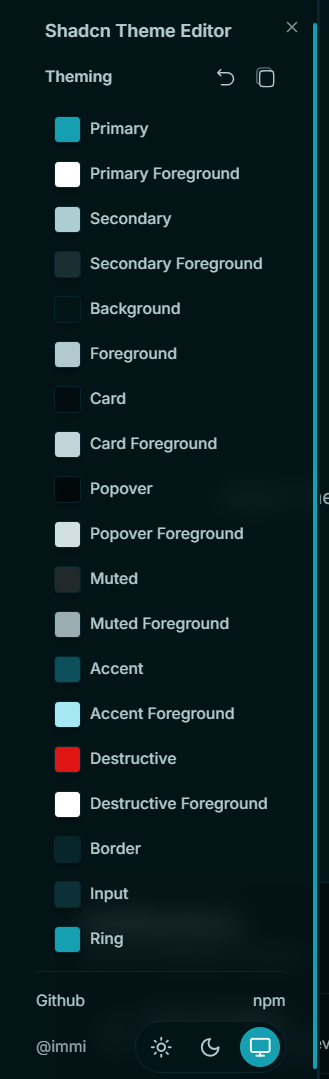 Shadcn Theme Editor
Theming
Primary
Primary Foreground
Secondary
Secondary Foreground
Background
Foreground
Card
Card Foreground
Popover
Popover Foreground
Muted
Muted Foreground
Accent
Accent Foreground
Destructive
Destructive Foreground
Border
Input
Ring
Github npm
@immi